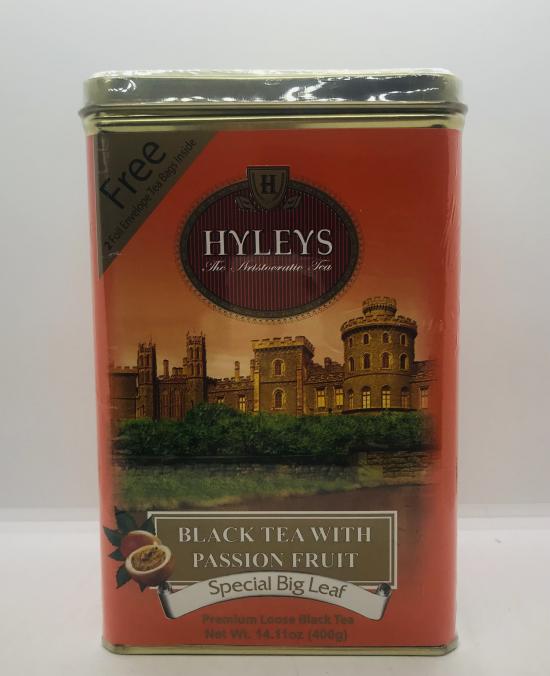 Free
2 Foil Envelope Tea Bags Inside
H
HYLEYS
The Aristocratic Tea
BLACK TEA WITH
PASSION FRUIT
Special Big Leaf
Premium Loose Black Tea
Net Wt. 14.11oz (400g)